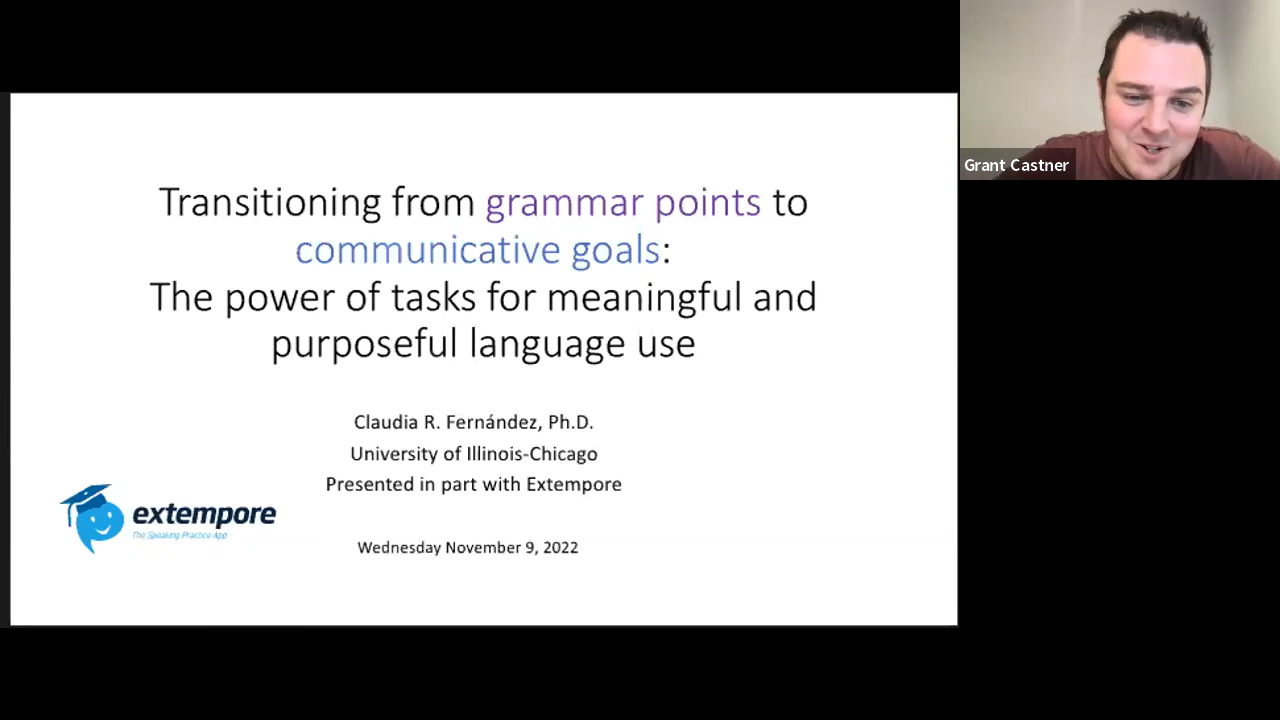 Transitioning from grammar points to
communicative goals:
The power of tasks for meaningful and
purposeful language use
Claudia R. Fernández, Ph.D.
University of Illinois-Chicago
Presented in part with Extempore
extempore
The Speaking Practice App
Wednesday November 9, 2022
Grant Castner